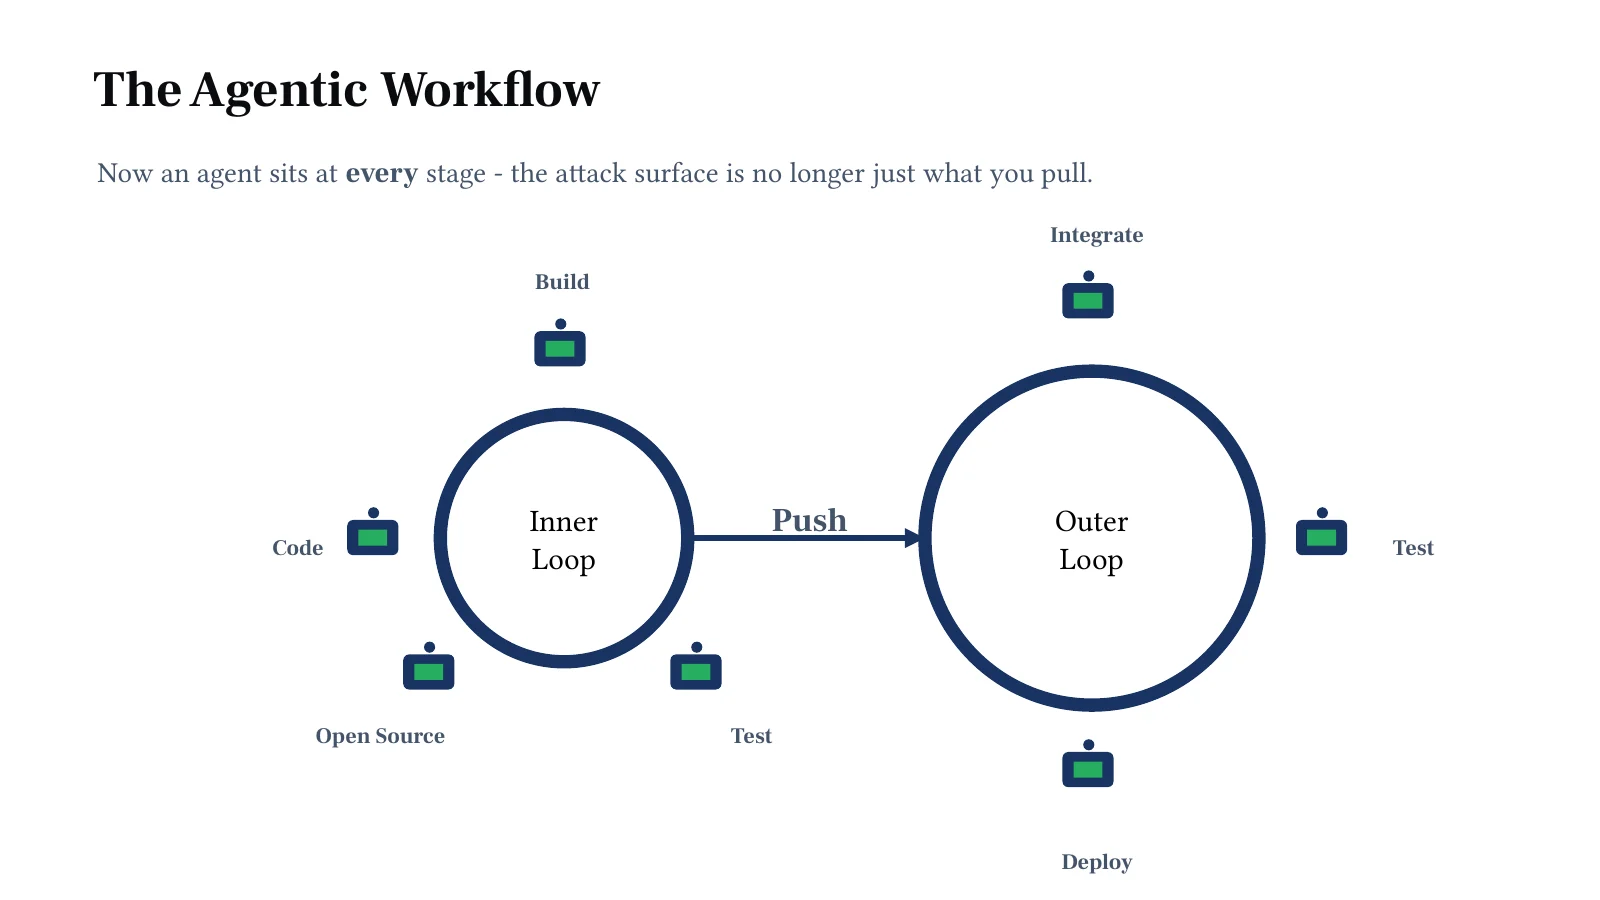 The Agentic Workflow
Now an agent sits at every stage - the attack surface is no longer just what you pull.
Integrate
Build
Inner
Loop
Push
Outer
Loop
Code
Test
Open Source
Test
Deploy